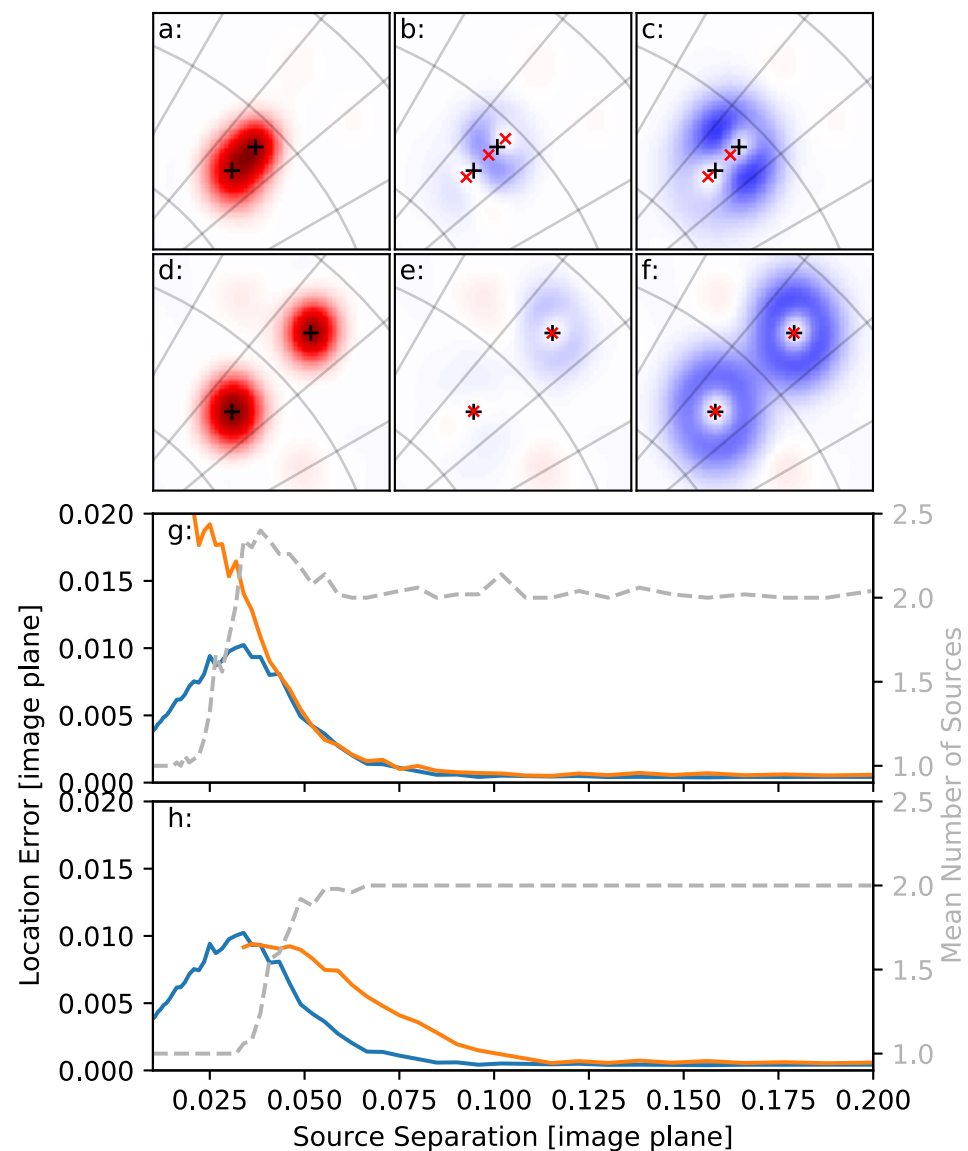 a:
b:
c:
d:
e:
f:
g:
0.020
0.015
0.010
0.005
0.000
2.5
2.0
1.5
1.0
h:
0.020
0.015
0.010
0.005
0.000
2.5
2.0
1.5
1.0
Location Error [image plane]
Mean Number of Sources
0.025 0.050 0.075 0.100 0.125 0.150 0.175 0.200
Source Separation [image plane]